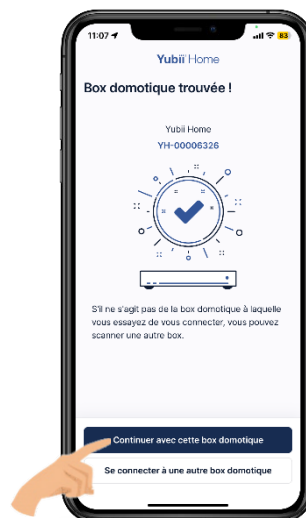 11:07 83
Yubii Home
Box domotique trouvée !
Yubii Home
YH-00006326
S'il ne s'agit pas de la box domotique à laquelle
vous essayez de vous connecter, vous pouvez
scanner une autre box.
Continuer avec cette box domotique
Se connecter à une autre box domotique